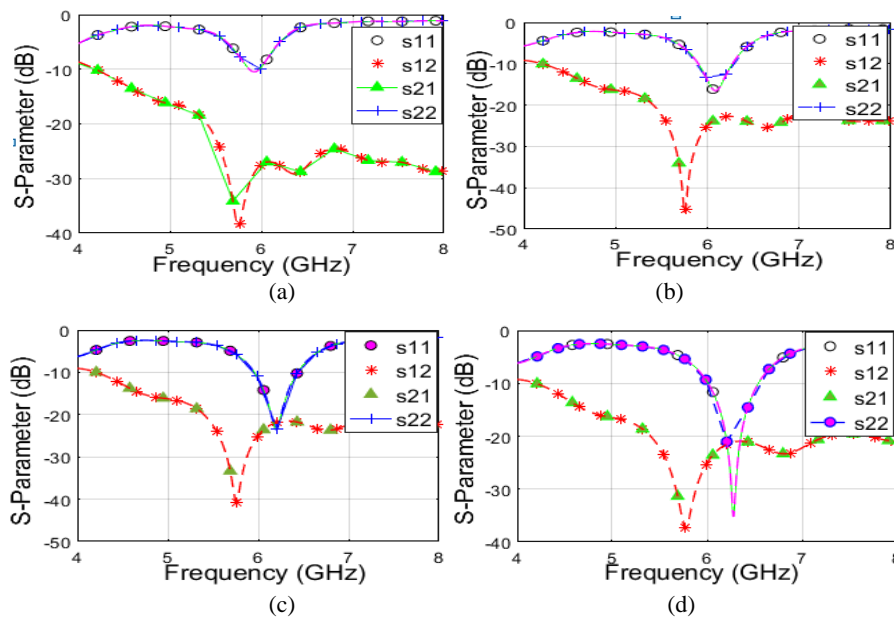 0
-10
-20
-30
-40
S-Parameter (dB)
4 5 6 7 8
Frequency (GHz)
s11
s12
s21
s22
(a)
0
-10
-20
-30
-40
-50
S-Parameter (dB)
4 5 6 7 8
Frequency (GHz)
s11
s12
s21
s22
(b)
0
-10
-20
-30
-40
-50
S-Parameter (dB)
4 5 6 7 8
Frequency (GHz)
s11
s12
s21
s22
(c)
0
-10
-20
-30
-40
S-Parameter (dB)
4 5 6 7 8
Frequency (GHz)
s11
s12
s21
s22
(d)